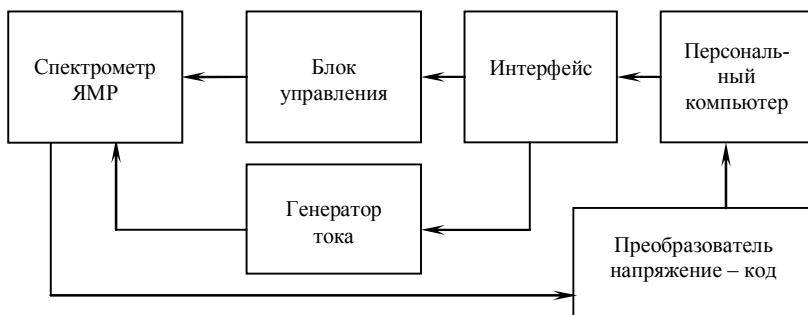 Спектрометр
ЯМР
Блок
управления
Интерфейс
Персональ-
ный
компьютер
Генератор
тока
Преобразователь
напряжение – код